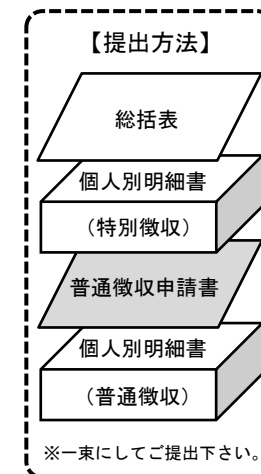 【提出方法】
総括表
個人別明細書
（特別徴収）
普通徴収申請書
個人別明細書
（普通徴収）
※一束にしてご提出下さい。